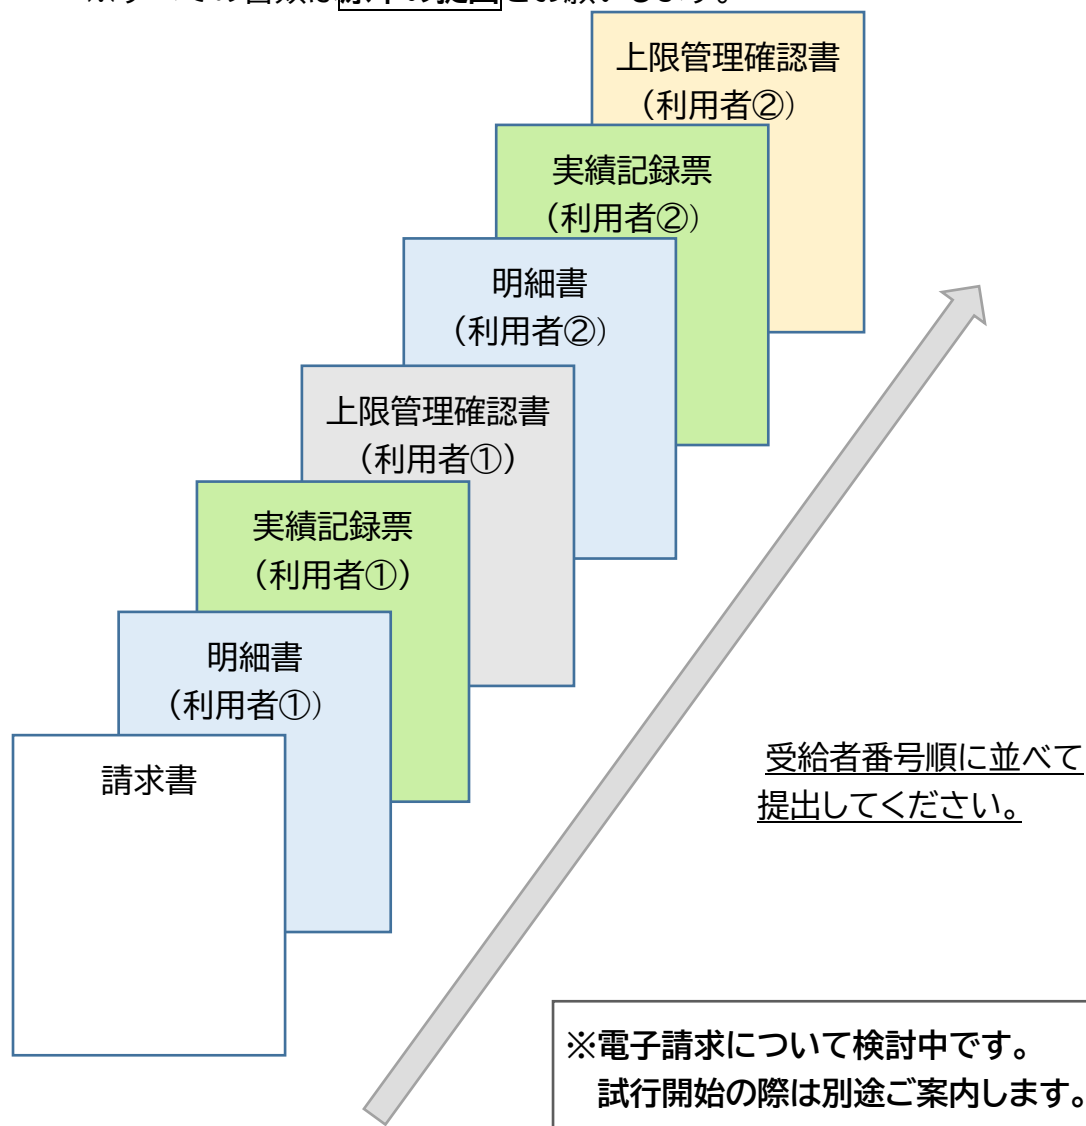 上限管理確認書
（利用者②）
実績記録票
（利用者②）
明細書
（利用者②）
上限管理確認書
（利用者①）
実績記録票
（利用者①）
明細書
（利用者①）
請求書
受給者番号順に並べて
提出してください。
※電子請求について検討中です。
試行開始の際は別途ご案内します。